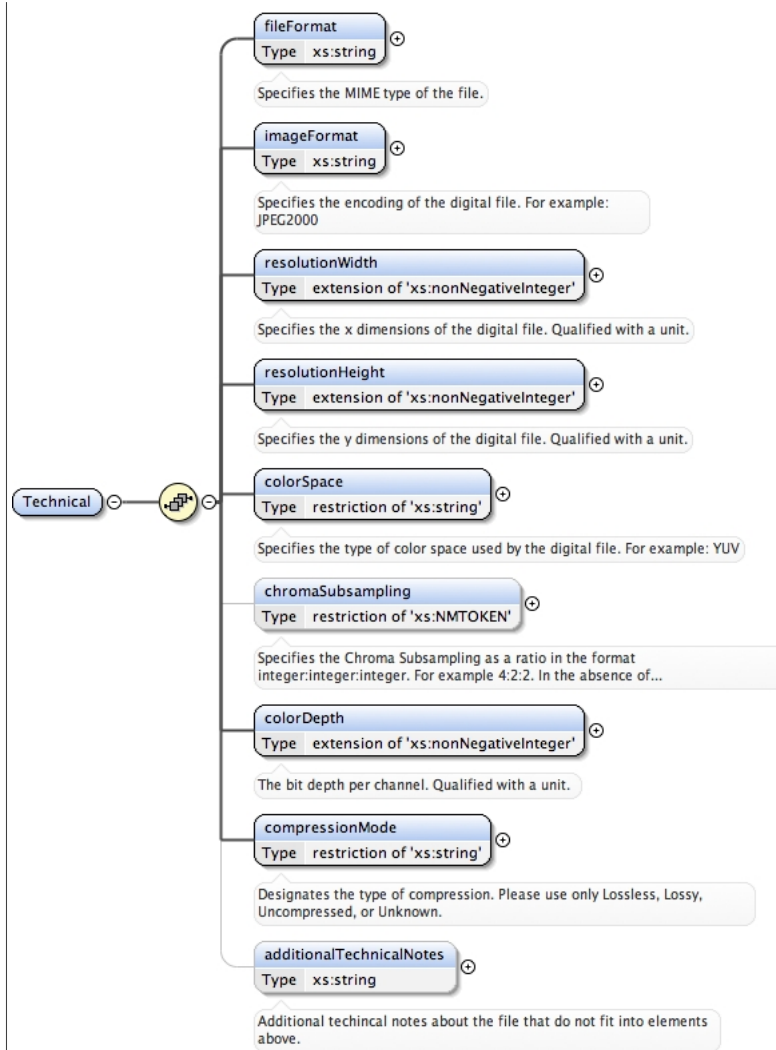 fileFormat
Type xs:string
Specifies the MIME type of the file.
imageFormat
Type xs:string
Specifies the encoding of the digital file. For example:
JPEG2000
resolutionWidth
Type extension of 'xs:nonNegativeInteger'
Specifies the x dimensions of the digital file. Qualified with a unit.
resolutionHeight
Type extension of 'xs:nonNegativeInteger'
Specifies the y dimensions of the digital file. Qualified with a unit.
Technical
colorSpace
Type restriction of 'xs:string'
Specifies the type of color space used by the digital file. For example: YUV
chromaSubsampling
Type restriction of 'xs:NMTOKEN'
Specifies the Chroma Subsampling as a ratio in the format
integer:integer:integer. For example 4:2:2. In the absence of...
colorDepth
Type extension of 'xs:nonNegativeInteger'
The bit depth per channel. Qualified with a unit.
compressionMode
Type restriction of 'xs:string'
Designates the type of compression. Please use only Lossless, Lossy,
Uncompressed, or Unknown.
additionalTechnicalNotes
Type xs:string
Additional techincal notes about the file that do not fit into elements
above.